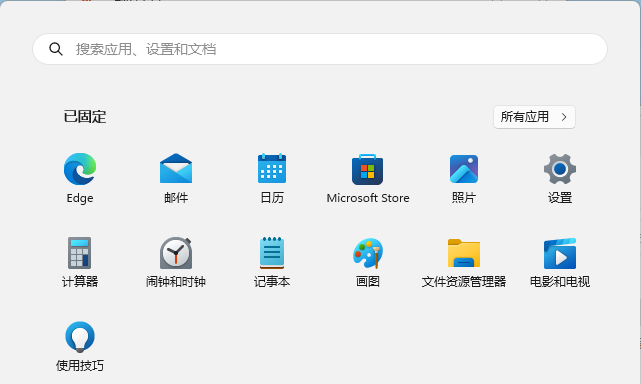 搜索应用、设置和文档
已固定
所有应用
Edge
邮件
日历
Microsoft Store
照片
设置
计算器
闹钟和时钟
记事本
画图
文件资源管理器
电影和电视
使用技巧